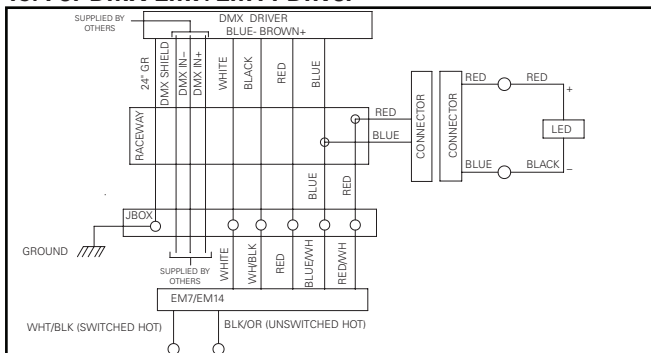 SUPPLIED BY
OTHERS
DMX DRIVER
BLUE- BROWN+
24" GR
DMX SHIELD
DMX IN–
DMX IN+
WHITE
BLACK
RED
BLUE
RACEWAY
RED
BLUE
CONNECTOR
CONNECTOR
RED
RED
+
LED
BLUE
BLACK
–
BLUE
RED
JBOX
GROUND
SUPPLIED BY
OTHERS
WHITE
WH/BLK
RED
BLUE/WH
RED/WH
EM7/EM14
WHT/BLK (SWITCHED HOT)
BLK/OR (UNSWITCHED HOT)